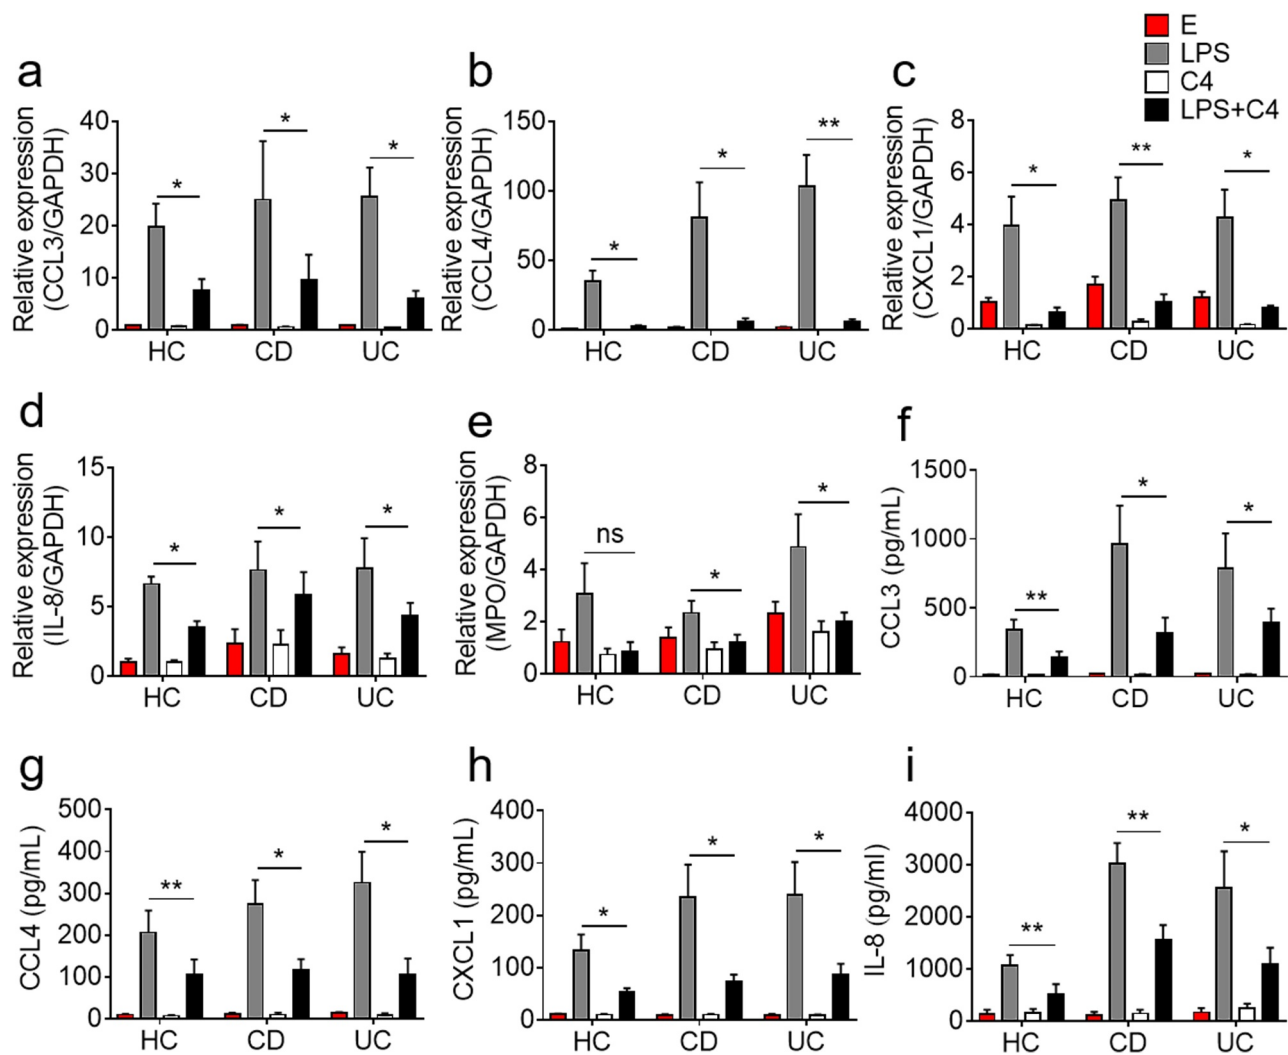 E
LPS
C4
LPS+C4
a
Relative expression
(CCL3/GAPDH)
40
30
20
10
0
*
*
*
HC CD UC
b
Relative expression
(CCL4/GAPDH)
150
100
50
0
*
*
**
HC CD UC
c
Relative expression
(CXCL1/GAPDH)
8
6
4
2
0
*
**
*
HC CD UC
d
Relative expression
(IL-8/GAPDH)
15
10
5
0
*
*
*
HC CD UC
e
Relative expression
(MPO/GAPDH)
8
6
4
2
0
ns
*
*
HC CD UC
f
CCL3 (pg/mL)
1500
1000
500
0
**
*
*
HC CD UC
g
CCL4 (pg/mL)
500
400
300
200
100
0
**
*
*
HC CD UC
h
CXCL1 (pg/mL)
400
300
200
100
0
*
*
*
HC CD UC
i
IL-8 (pg/ml)
4000
3000
2000
1000
0
**
**
*
HC CD UC